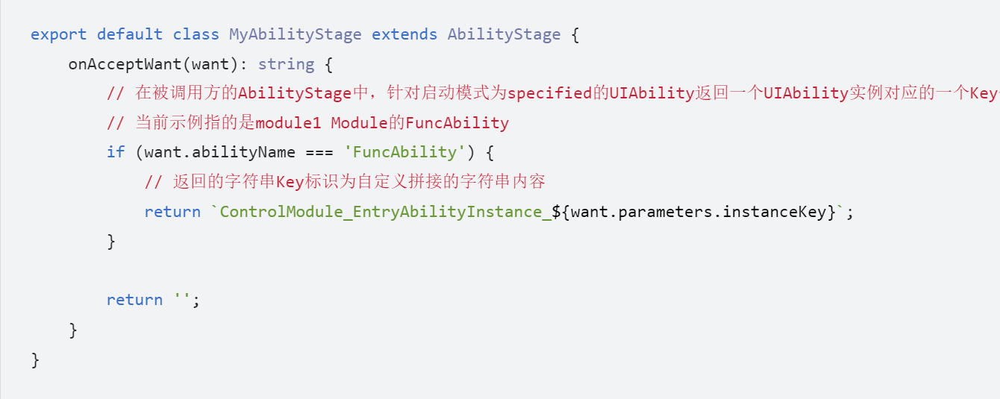 export default class MyAbilityStage extends AbilityStage {
    onAcceptWant(want): string {
        // 在被调用方的AbilityStage中，针对启动模式为specified的UIAbility返回一个UIAbility实例对应的一个Key
        // 当前示例指的是module1 Module的FuncAbility
        if (want.abilityName === 'FuncAbility') {
            // 返回的字符串Key标识为自定义拼接的字符串内容
            return `ControlModule_EntryAbilityInstance_${want.parameters.instanceKey}`;
        }
        return '';
    }
}